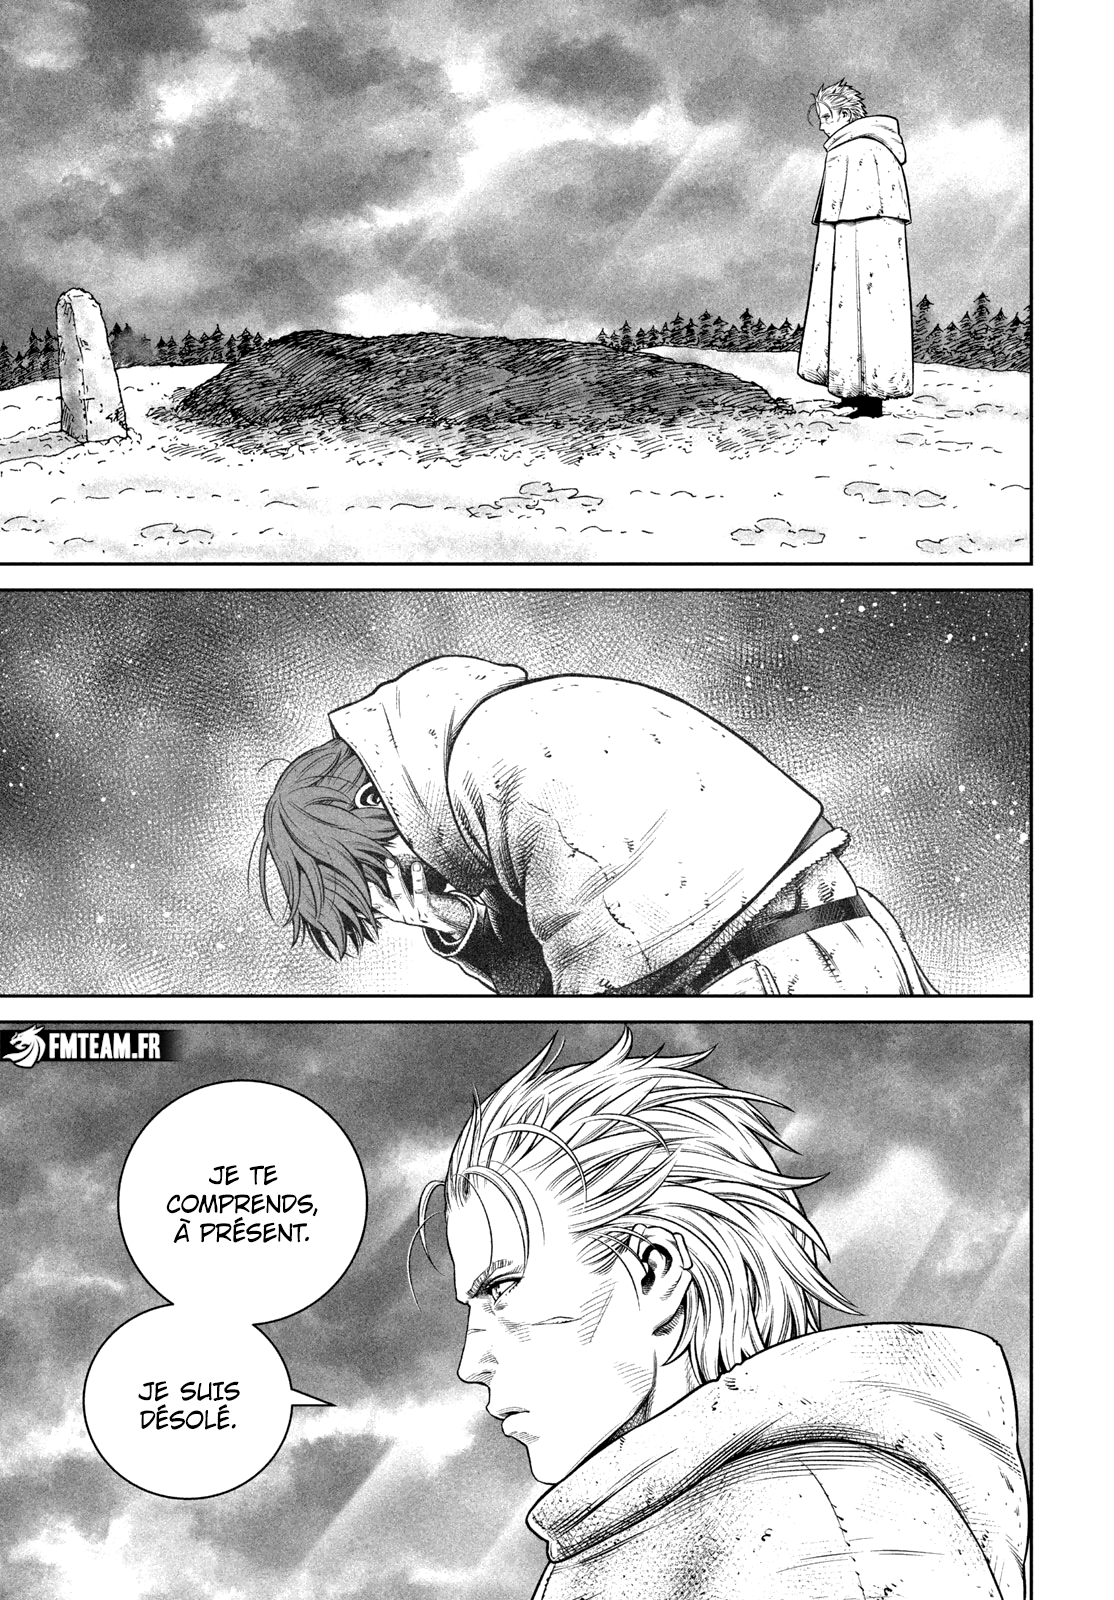 FMTEAM.FR
JE TE
COMPRENDS,
À PRÉSENT.
JE SUIS
DÉSOLÉ.